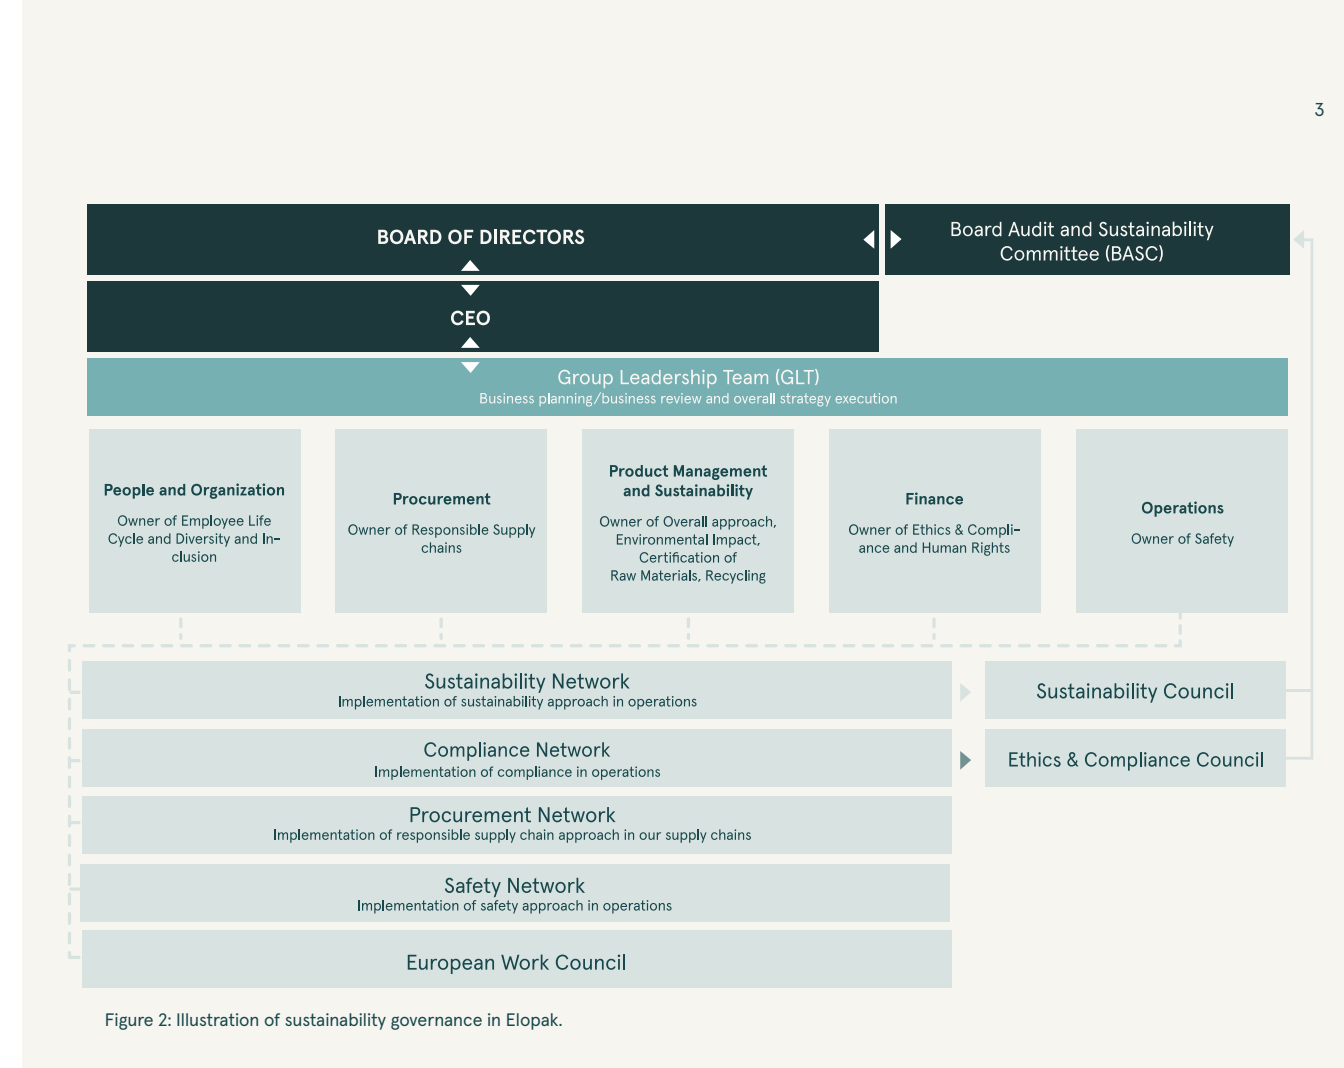 3
BOARD OF DIRECTORS
Board Audit and Sustainability
Committee (BASC)
CEO
Group Leadership Team (GLT)
Business planning/business review and overall strategy execution
People and Organization
Owner of Employee Life
Cycle and Diversity and In-
clusion
Procurement
Owner of Responsible Supply
chains
Product Management
and Sustainability
Owner of Overall approach,
Environmental Impact,
Certification of
Raw Materials, Recycling
Finance
Owner of Ethics & Compli-
ance and Human Rights
Operations
Owner of Safety
Sustainability Network
Implementation of sustainability approach in operations
Sustainability Council
Compliance Network
Implementation of compliance in operations
Ethics & Compliance Council
Procurement Network
Implementation of responsible supply chain approach in our supply chains
Safety Network
Implementation of safety approach in operations
European Work Council
Figure 2: Illustration of sustainability governance in Elopak.